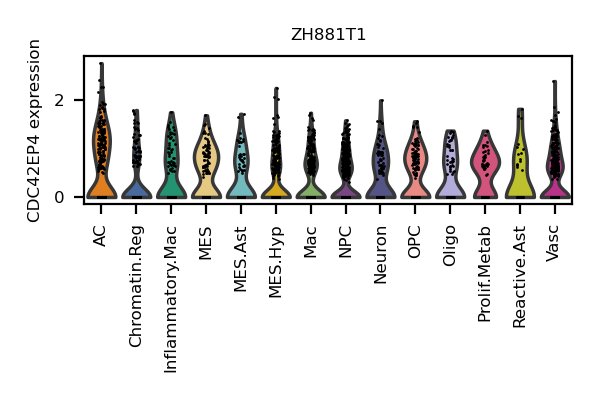 ZH881T1
CDC42EP4 expression
2
0
AC
Chromatin.Reg
Inflammatory.Mac
MES
MES.Ast
MES.Hyp
Mac
NPC
Neuron
OPC
Oligo
Prolif.Metab
Reactive.Ast
Vasc